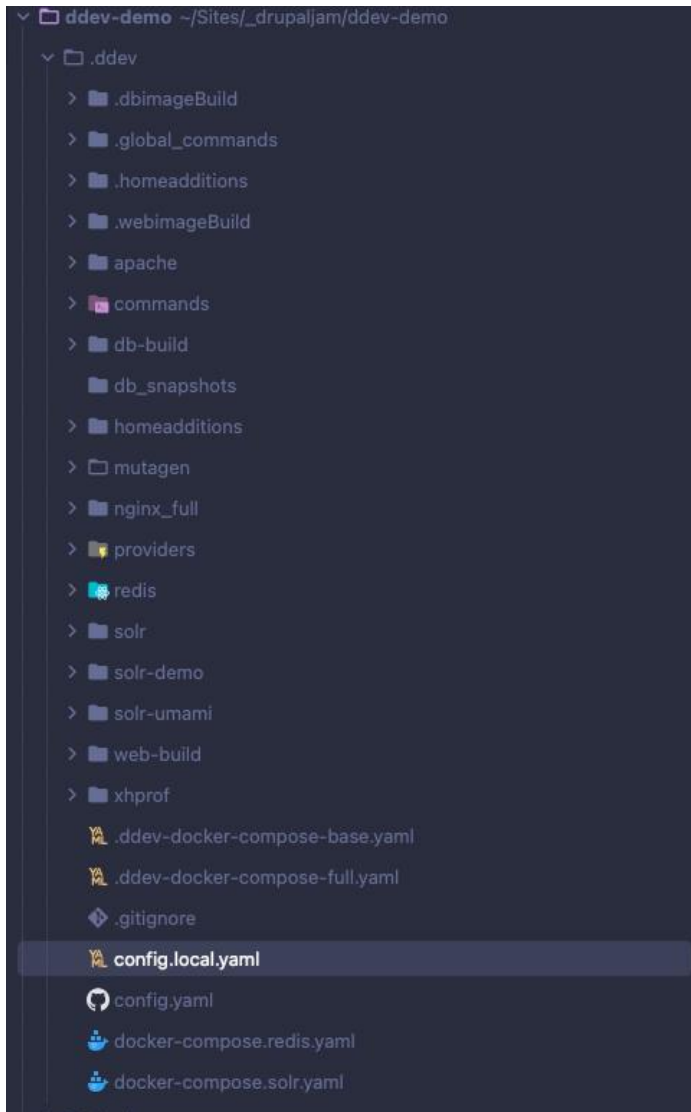 ddev-demo ~/Sites/_drupaljam/ddev-demo
.ddev
.dbimageBuild
.global_commands
.homeadditions
.webimageBuild
apache
commands
db-build
db_snapshots
homeadditions
mutagen
nginx_full
providers
redis
solr
solr-demo
solr-umami
web-build
xhprof
.ddev-docker-compose-base.yaml
.ddev-docker-compose-full.yaml
.gitignore
config.local.yaml
config.yaml
docker-compose.redis.yaml
docker-compose.solr.yaml